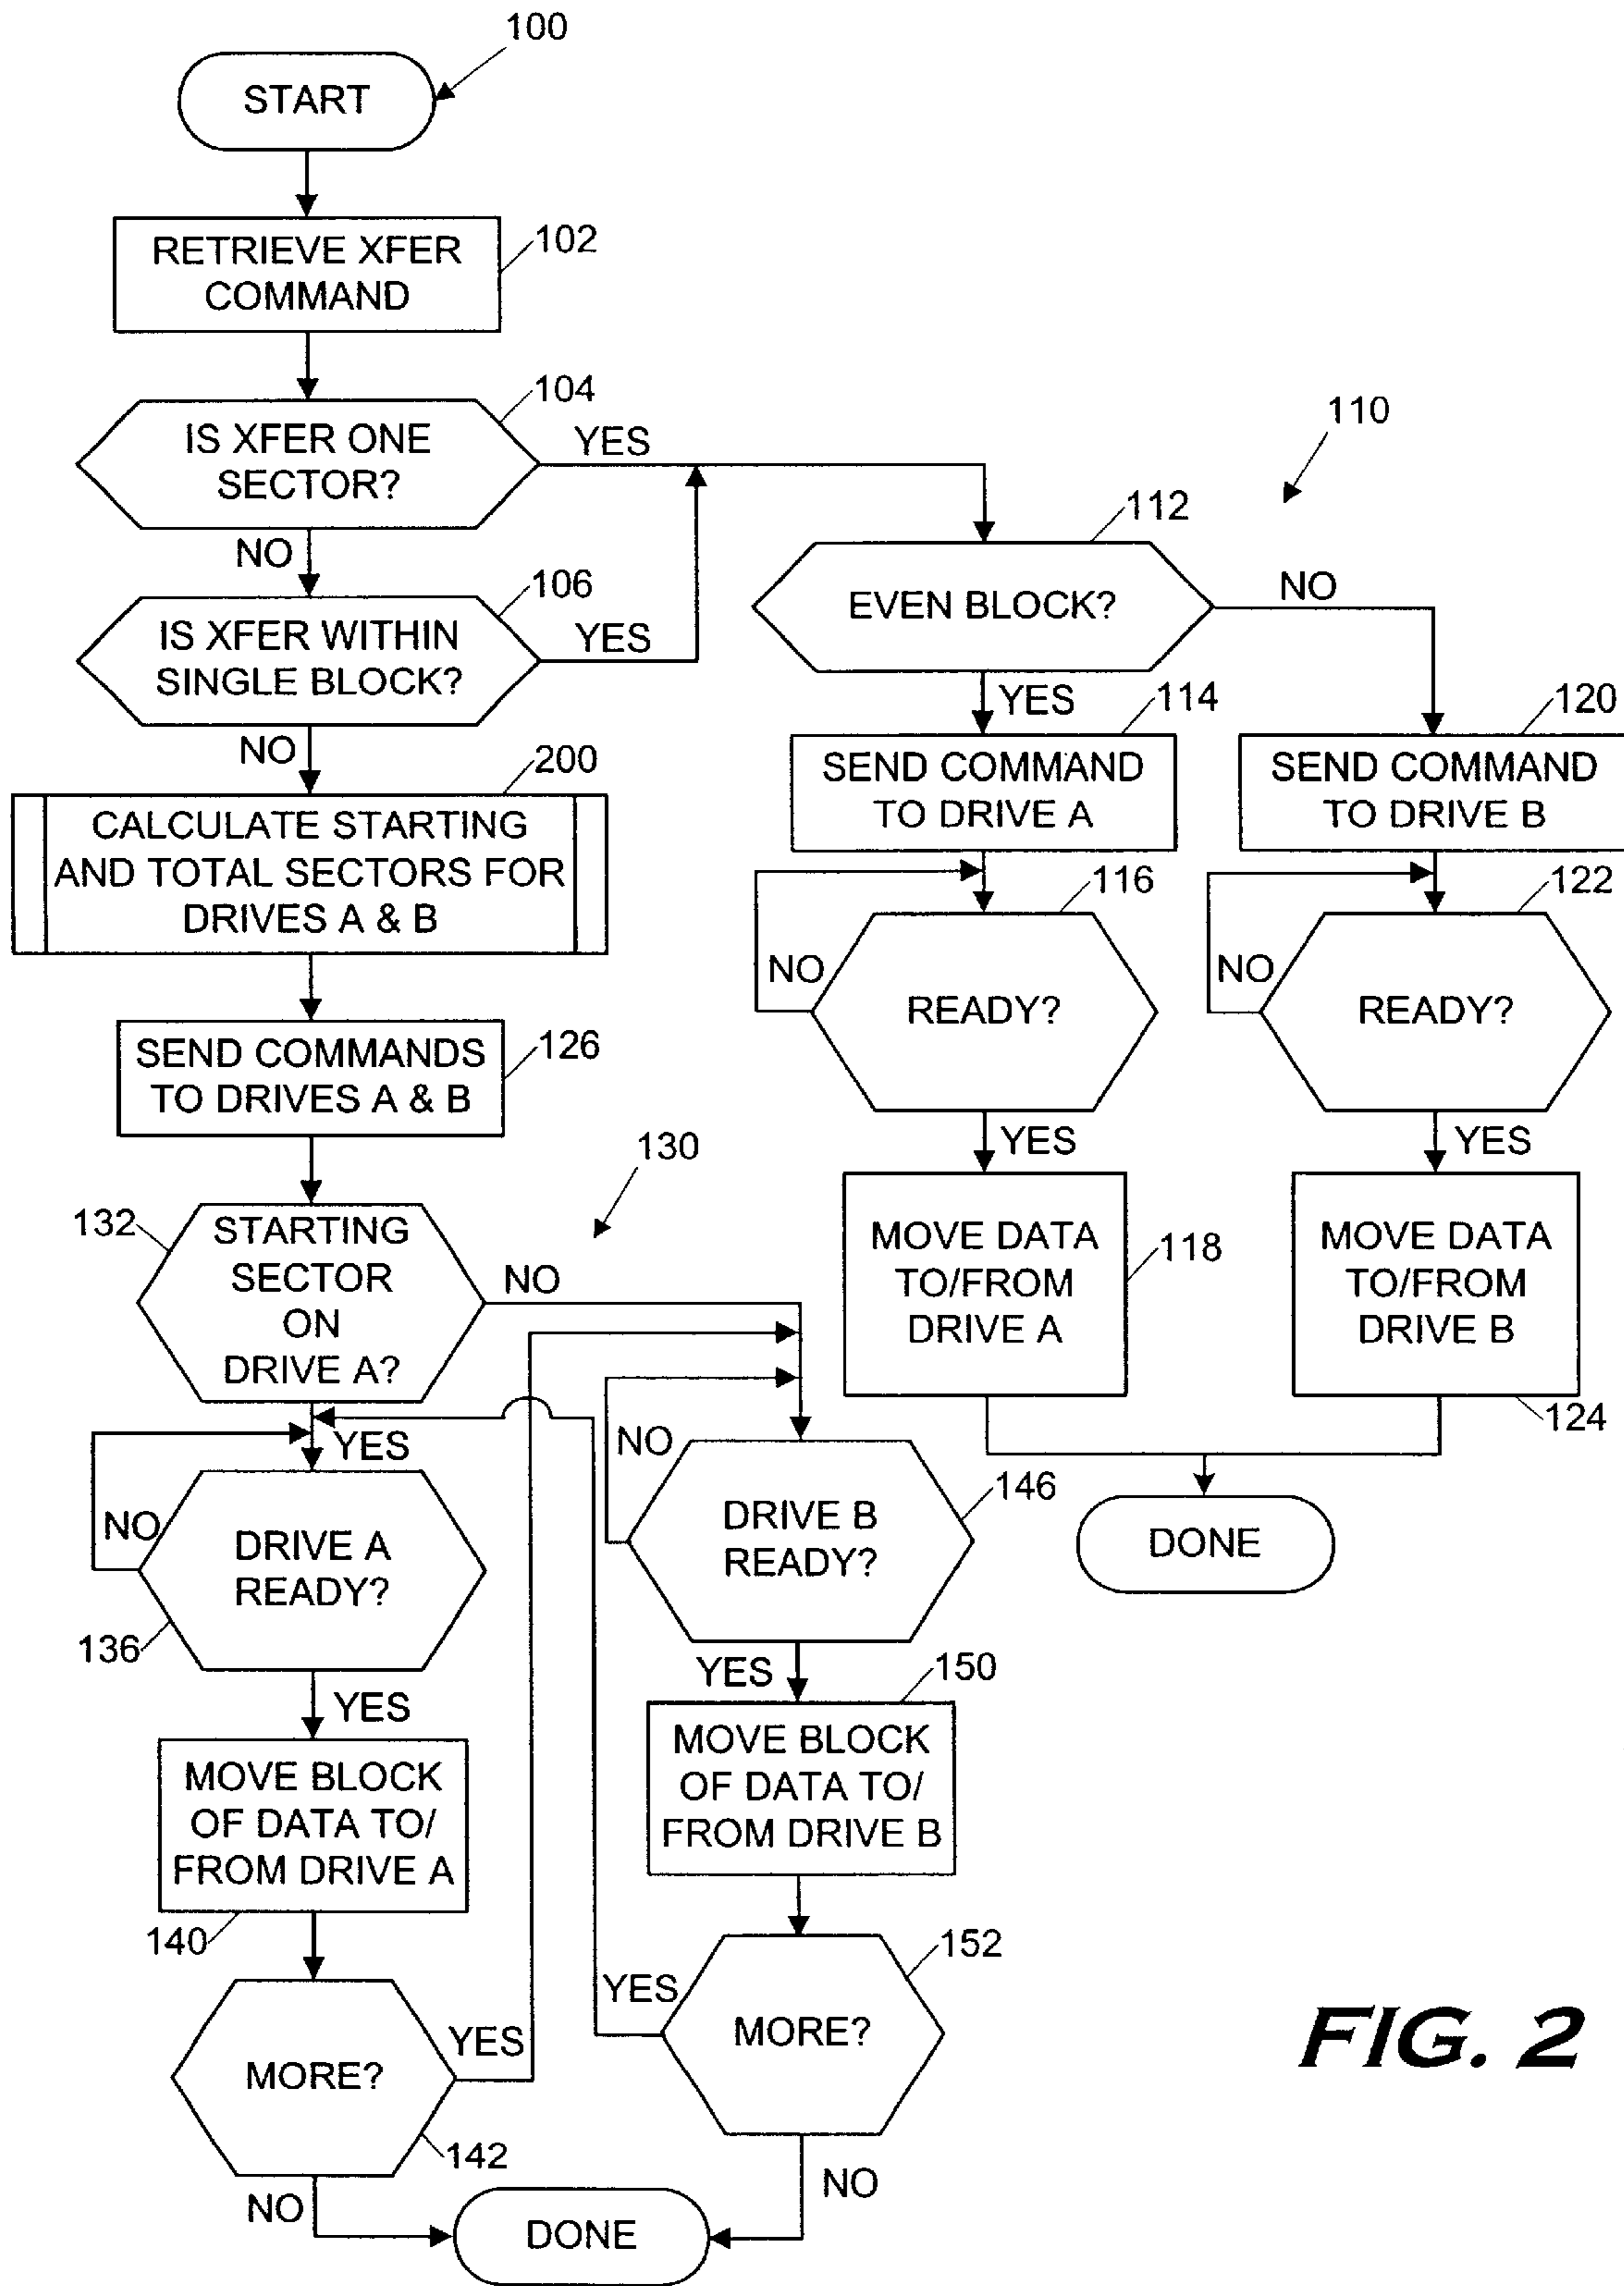 100
START
RETRIEVE XFER
COMMAND
102
104
IS XFER ONE
SECTOR?
YES
NO
106
IS XFER WITHIN
SINGLE BLOCK?
YES
NO
200
CALCULATE STARTING
AND TOTAL SECTORS FOR
DRIVES A & B
SEND COMMANDS
TO DRIVES A & B
126
110
112
EVEN BLOCK?
NO
YES
114
SEND COMMAND
TO DRIVE A
116
NO
READY?
YES
MOVE DATA
TO/FROM
DRIVE A
118
120
SEND COMMAND
TO DRIVE B
122
NO
READY?
YES
MOVE DATA
TO/FROM
DRIVE B
124
DONE
130
132
STARTING
SECTOR
ON
DRIVE A?
NO
YES
NO
DRIVE A
READY?
136
YES
MOVE BLOCK
OF DATA TO/
FROM DRIVE A
140
MORE?
YES
142
NO
NO
DRIVE B
READY?
146
YES
150
MOVE BLOCK
OF DATA TO/
FROM DRIVE B
152
YES
MORE?
NO
DONE
FIG. 2